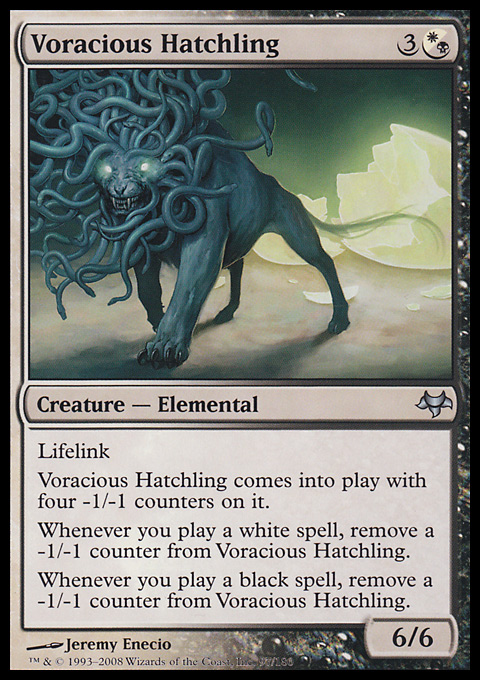 Voracious Hatchling 3
Creature — Elemental
Lifelink
Voracious Hatchling comes into play with
four -1/-1 counters on it.
Whenever you play a white spell, remove a
-1/-1 counter from Voracious Hatchling.
Whenever you play a black spell, remove a
-1/-1 counter from Voracious Hatchling.
Jeremy Enecio
6/6
™ & © 1993–2008 Wizards of the Coast, Inc.